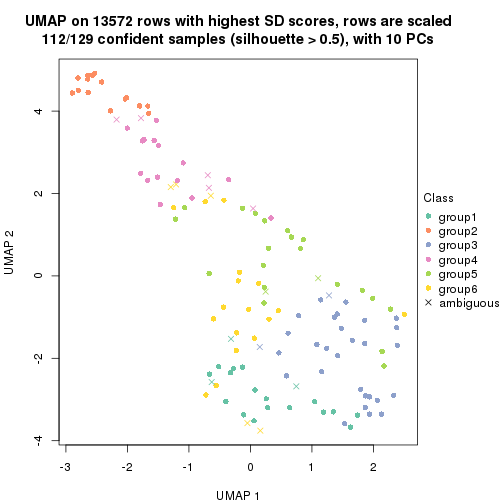 UMAP on 13572 rows with highest SD scores, rows are scaled
112/129 confident samples (silhouette > 0.5), with 10 PCs
4
2
0
-2
-4
UMAP 2
-3 -2 -1 0 1 2
UMAP 1
Class
group1
group2
group3
group4
group5
group6
ambiguous